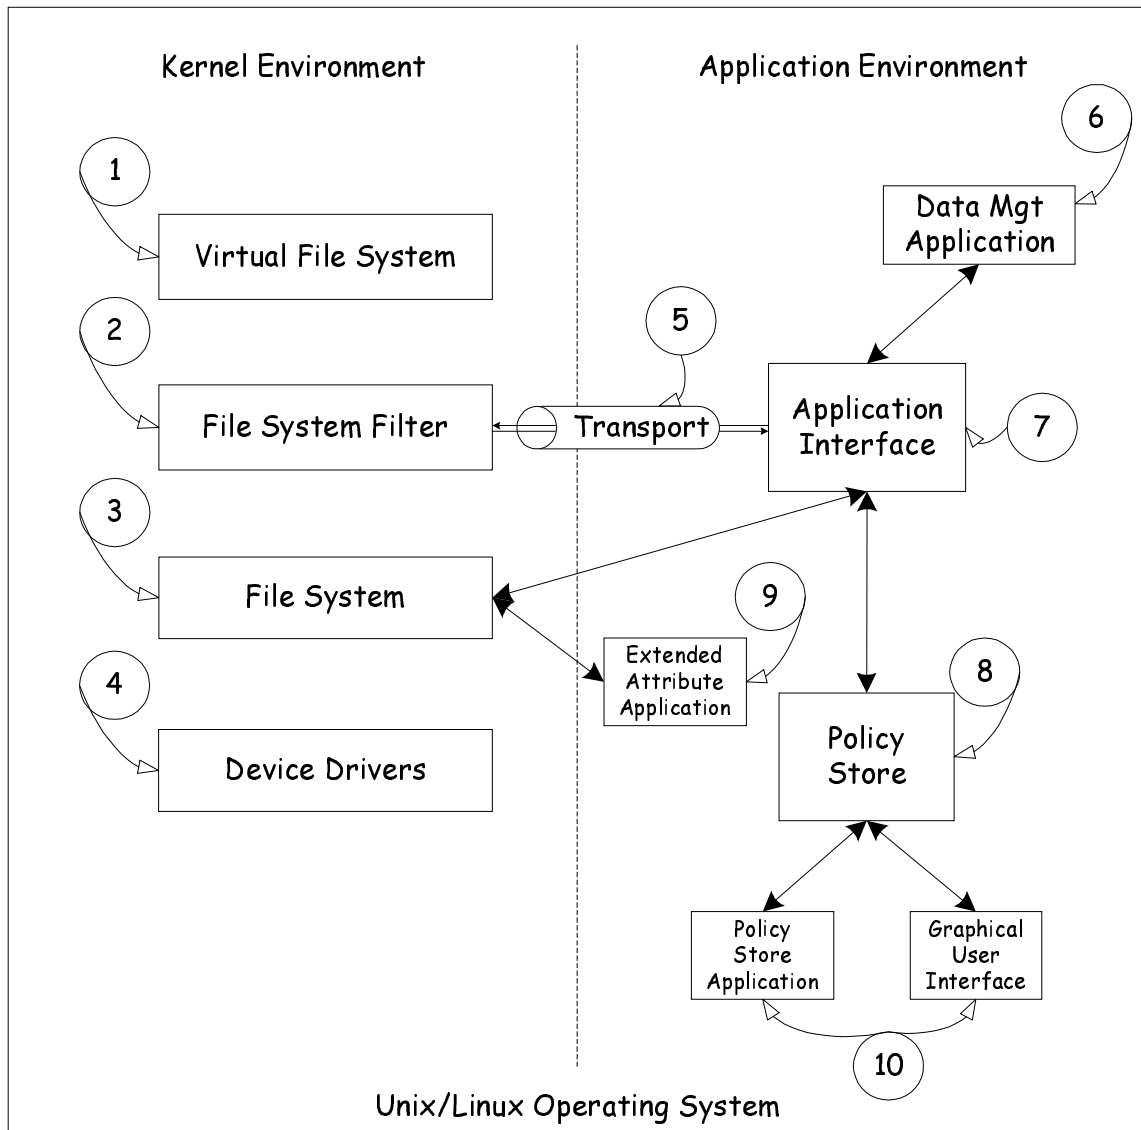 Kernel Environment
Application Environment
6
1
Data Mgt
Application
Virtual File System
5
2
Application
Interface
File System Filter
Transport
7
3
File System
9
Extended
Attribute
Application
8
4
Policy
Store
Device Drivers
Policy
Store
Application
Graphical
User
Interface
10
Unix/Linux Operating System